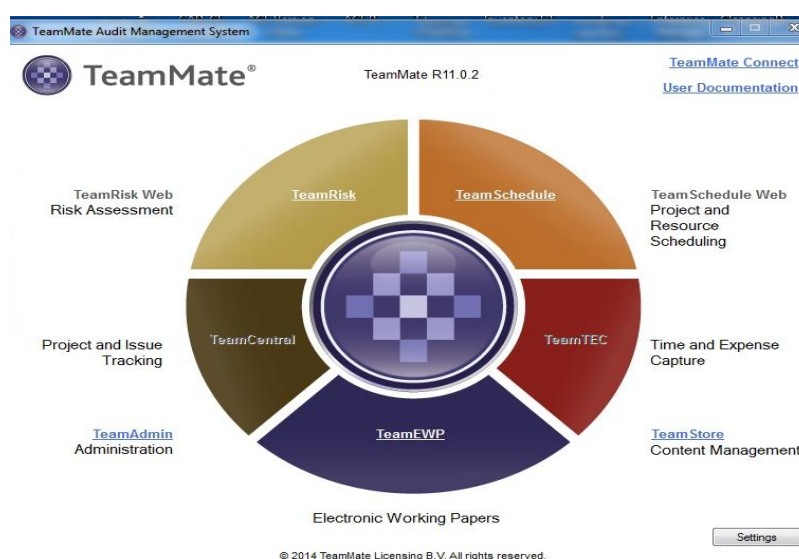 TeamMate Audit Management System
TeamMate®
TeamMate R11.0.2
TeamMate Connect
User Documentation
TeamRisk
TeamSchedule
TeamRisk Web
Risk Assessment
TeamSchedule Web
Project and
Resource
Scheduling
TeamCentral
TeamTEC
Project and Issue
Tracking
Time and Expense
Capture
TeamAdmin
Administration
TeamEWP
TeamStore
Content Management
Electronic Working Papers
Settings
© 2014 TeamMate Licensing B.V. All rights reserved.